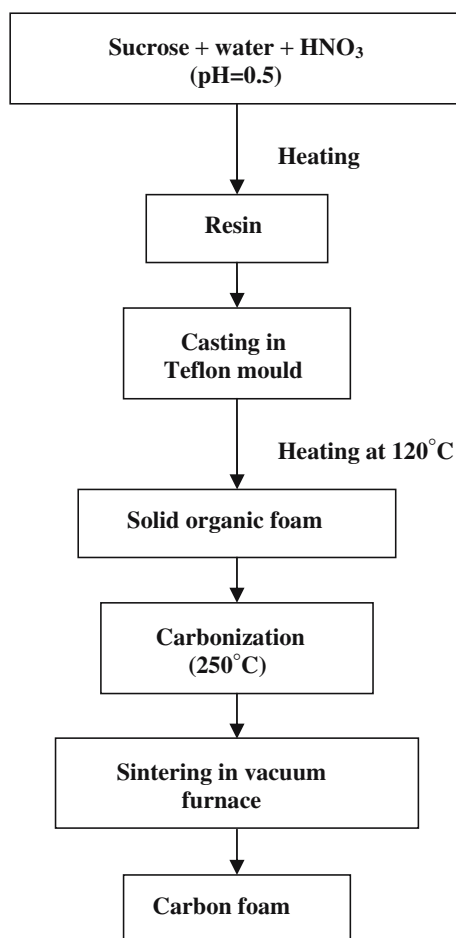 Sucrose + water + HNO₃
(pH=0.5)
Heating
Resin
Casting in
Teflon mould
Heating at 120°C
Solid organic foam
Carbonization
(250°C)
Sintering in vacuum
furnace
Carbon foam